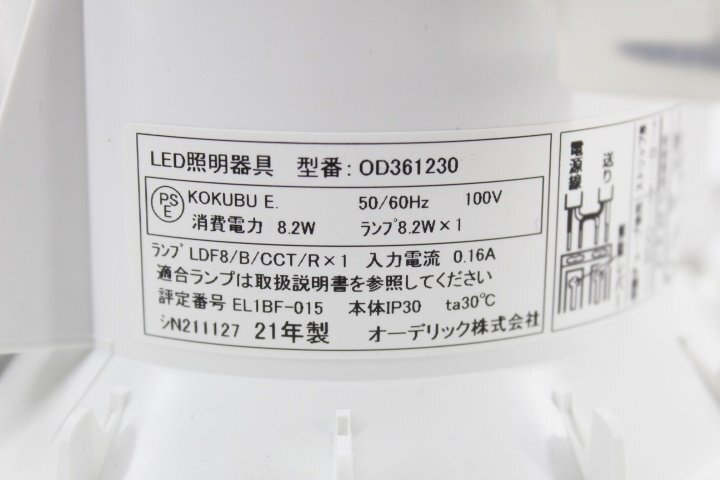 LED照明器具 型番: OD361230
PSE KOKUBU E. 50/60Hz 100V
消費電力 8.2W ランプ8.2W×1
ランプ LDF8/B/CCT/R×1 入力電流 0.16A
適合ランプは取扱説明書を参照してください
評定番号 EL1BF-015 本体IP30 ta30℃
シN211127 21年製 オーデリック株式会社
電源線
送り